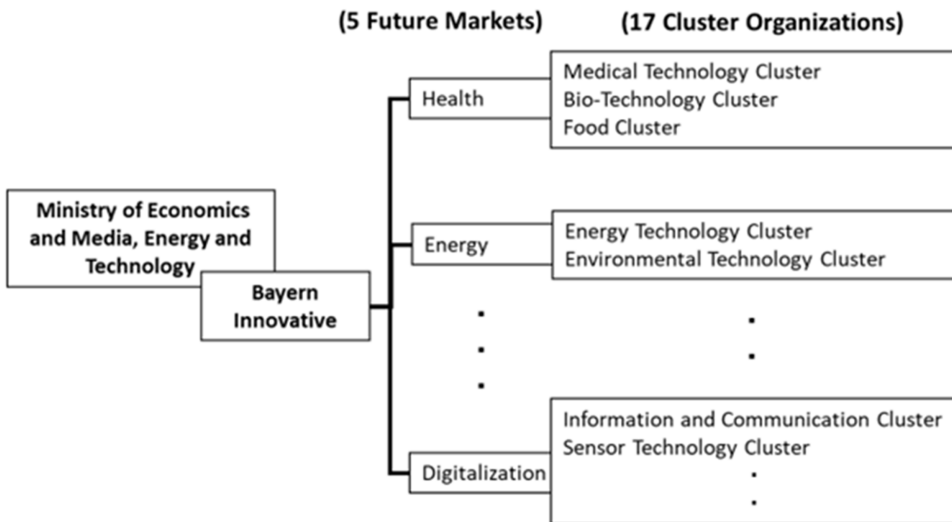 (5 Future Markets)
(17 Cluster Organizations)
Health
Medical Technology Cluster
Bio-Technology Cluster
Food Cluster
Ministry of Economics
and Media, Energy and
Technology
Bayern
Innovative
Energy
Energy Technology Cluster
Environmental Technology Cluster
Digitalization
Information and Communication Cluster
Sensor Technology Cluster